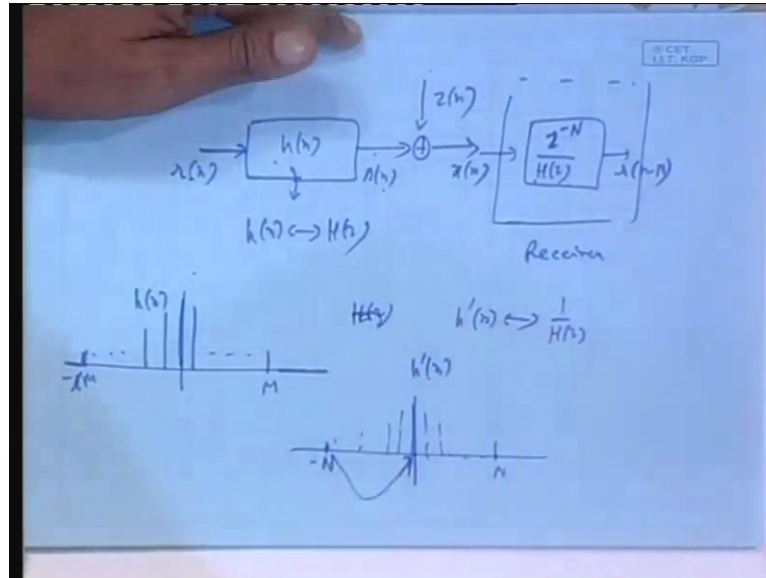 © CET
I.I.T. KGP
z(n)
h(n)
x(n)
z^-N
H(z)
h(n) ↔ H(z)
Receiver
h(n)
h'(n) ↔ 1/H(z)
-M
M
h'(n)
-N
N